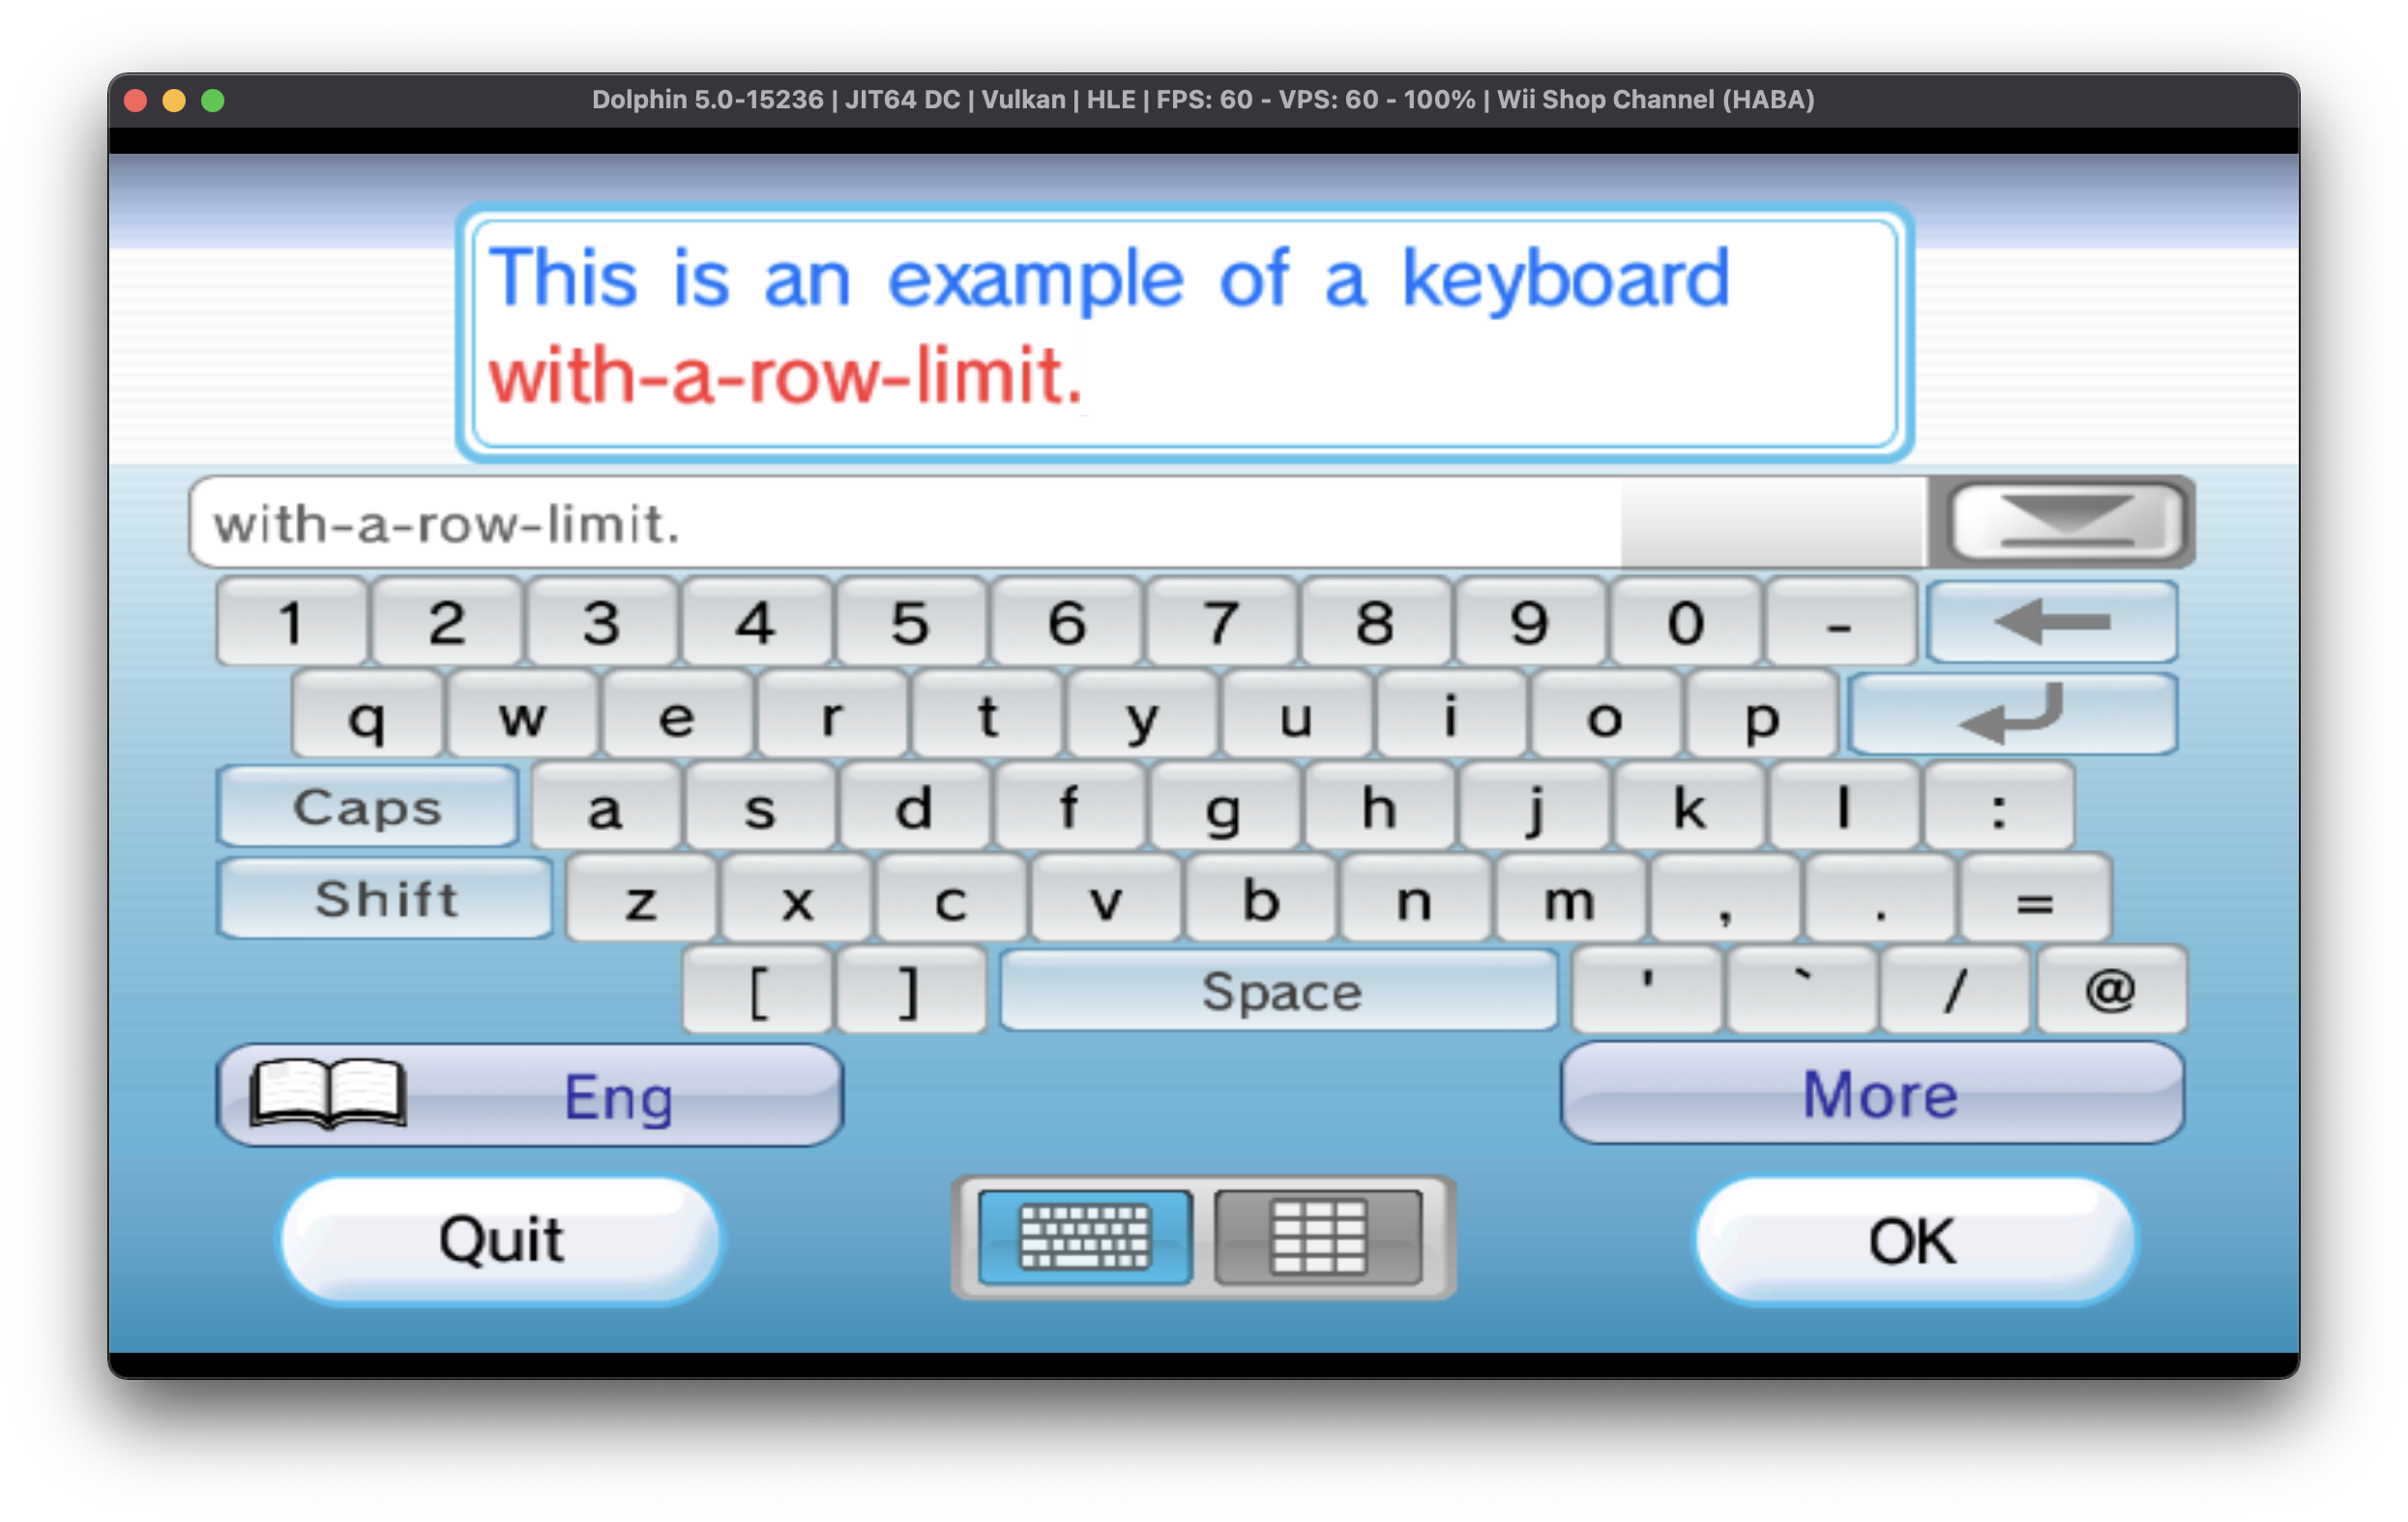 Dolphin 5.0-15236 | JIT64 DC | Vulkan | HLE | FPS: 60 - VPS: 60 - 100% | Wii Shop Channel (HABA)
This is an example of a keyboard
with-a-row-limit.
with-a-row-limit.
1 2 3 4 5 6 7 8 9 0 -
q w e r t y u i o p
Caps a s d f g h j k l :
Shift z x c v b n m , . =
[ ] Space ' ` / @
Eng More
Quit OK